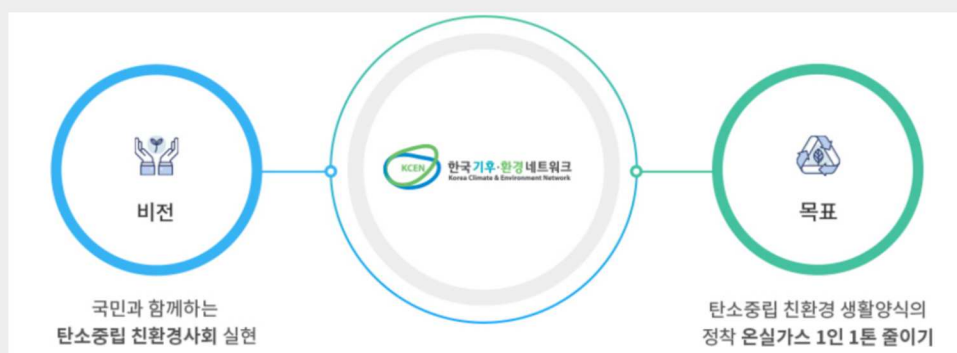 비전
국민과 함께하는
탄소중립 친환경사회 실현
KCEN
한국기후·환경네트워크
Korea Climate & Environment Network
목표
탄소중립 친환경 생활양식의
정착 온실가스 1인 1톤 줄이기